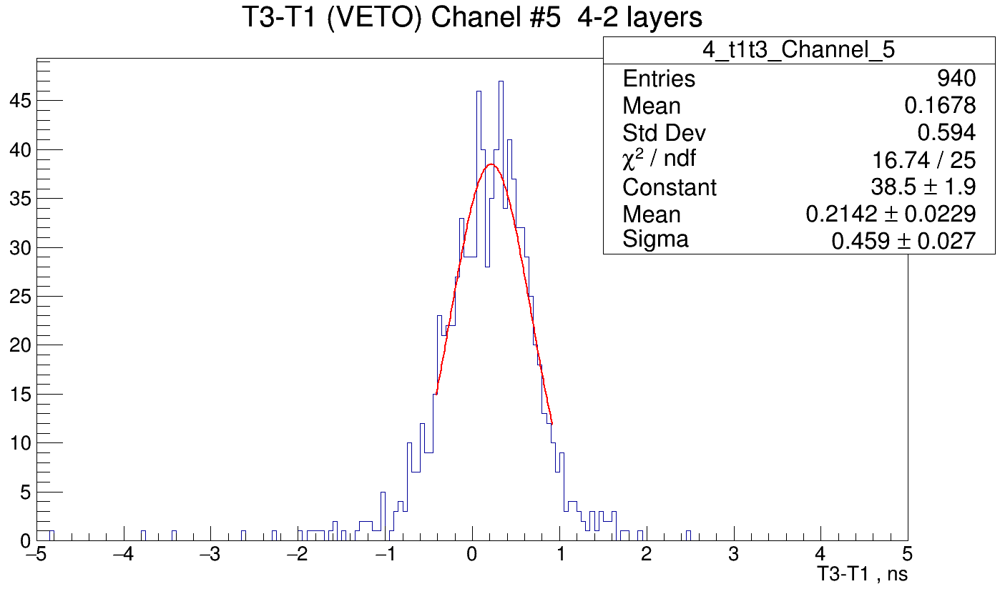 T3-T1 (VETO) Chanel #5 4-2 layers
4_t1t3_Channel_5
Entries 940
Mean 0.1678
Std Dev 0.594
χ² / ndf 16.74 / 25
Constant 38.5 ± 1.9
Mean 0.2142 ± 0.0229
Sigma 0.459 ± 0.027
45
40
35
30
25
20
15
10
5
0
−5 −4 −3 −2 −1 0 1 2 3 4 5
T3-T1 , ns